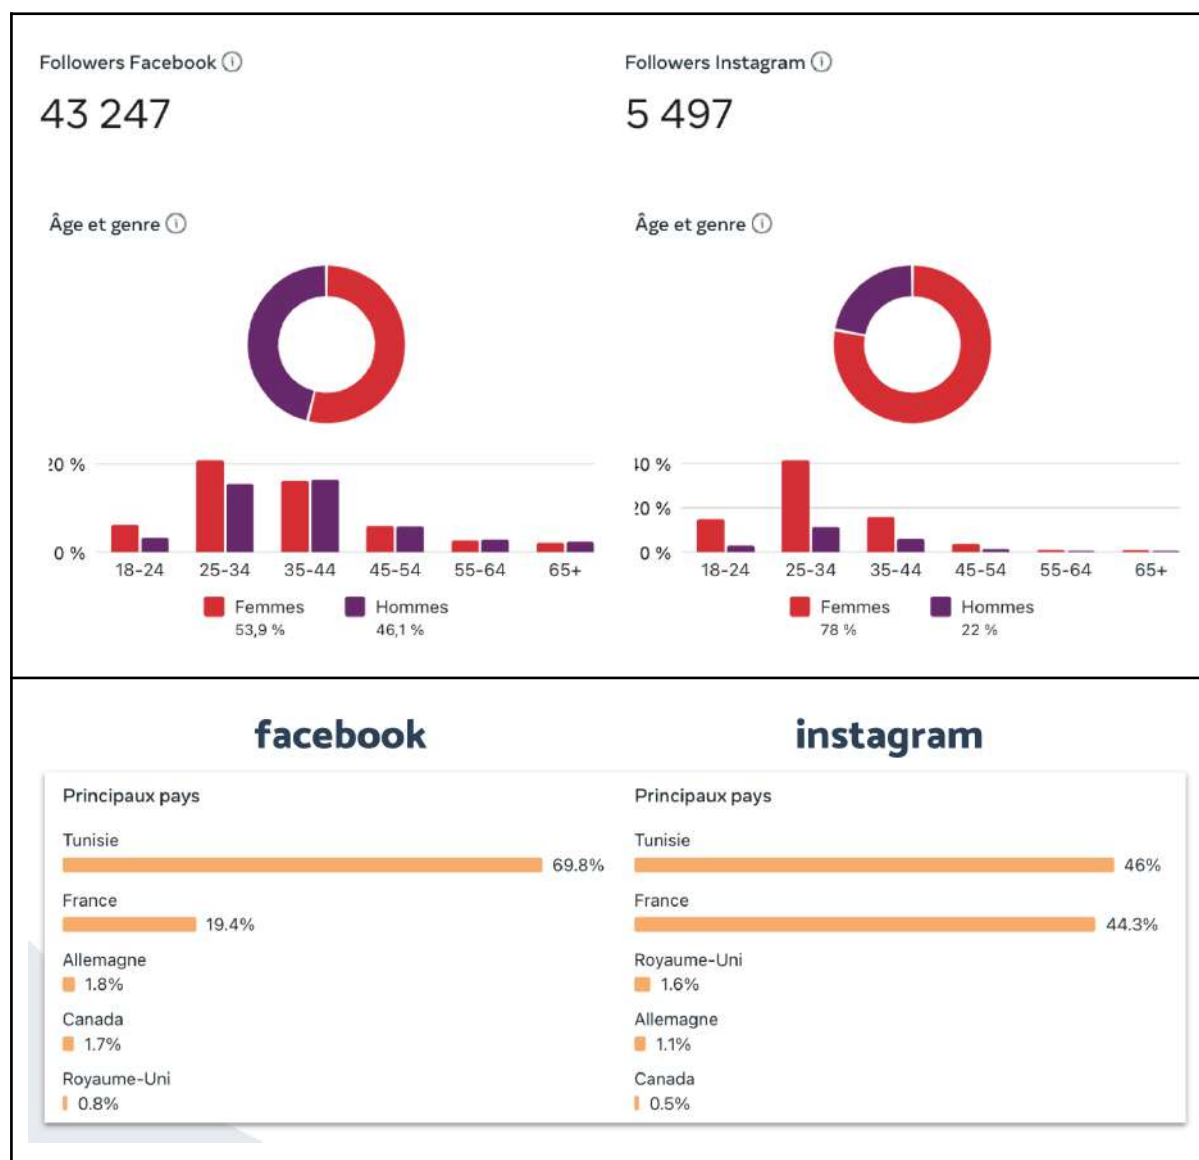 Followers Facebook
43 247
Âge et genre
20 %
0 %
18-24 25-34 35-44 45-54 55-64 65+
Femmes Hommes
53,9 % 46,1 %
Followers Instagram
5 497
Âge et genre
40 %
20 %
0 %
18-24 25-34 35-44 45-54 55-64 65+
Femmes Hommes
78 % 22 %
facebook
Principaux pays
Tunisie
69.8%
France
19.4%
Allemagne
1.8%
Canada
1.7%
Royaume-Uni
0.8%
instagram
Principaux pays
Tunisie
46%
France
44.3%
Royaume-Uni
1.6%
Allemagne
1.1%
Canada
0.5%